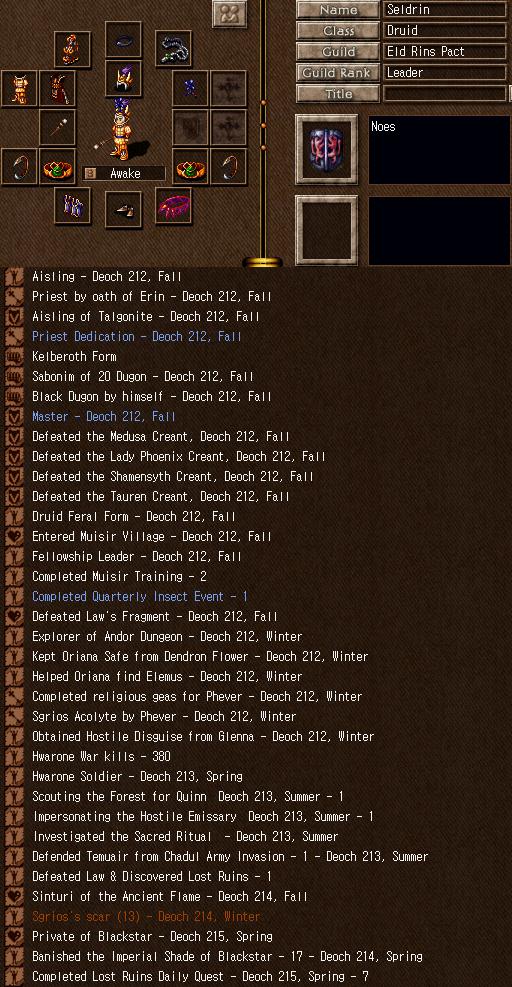 Name Seldrin
Class Druid
Guild Eld Rins Pact
Guild Rank Leader
Title
Noes
Awake
Aisling - Deoch 212, Fall
Priest by oath of Erin - Deoch 212, Fall
Aisling of Talgonite - Deoch 212, Fall
Priest Dedication - Deoch 212, Fall
Kelberoth Form
Sabonim of 20 Dugon - Deoch 212, Fall
Black Dugon by himself - Deoch 212, Fall
Master - Deoch 212, Fall
Defeated the Medusa Creant, Deoch 212, Fall
Defeated the Lady Phoenix Creant, Deoch 212, Fall
Defeated the Shamensyth Creant, Deoch 212, Fall
Defeated the Tauren Creant, Deoch 212, Fall
Druid Feral Form - Deoch 212, Fall
Entered Muisir Village - Deoch 212, Fall
Fellowship Leader - Deoch 212, Fall
Completed Muisir Training - 2
Completed Quarterly Insect Event - 1
Defeated Law's Fragment - Deoch 212, Fall
Explorer of Andor Dungeon - Deoch 212, Winter
Kept Oriana Safe from Dendron Flower - Deoch 212, Winter
Helped Oriana find Elemus - Deoch 212, Winter
Completed religious geas for Phever - Deoch 212, Winter
Sgrios Acolyte by Phever - Deoch 212, Winter
Obtained Hostile Disguise from Glenna - Deoch 212, Winter
Hwarone War kills - 380
Hwarone Soldier - Deoch 213, Spring
Scouting the Forest for Quinn  Deoch 213, Summer - 1
Impersonating the Hostile Emissary  Deoch 213, Summer - 1
Investigated the Sacred Ritual  - Deoch 213, Summer
Defended Temuair from Chadul Army Invasion - 1 - Deoch 213, Summer
Defeated Law & Discovered Lost Ruins - 1
Sinturi of the Ancient Flame - Deoch 214, Fall
Sgrios's scar (13) - Deoch 214, Winter
Private of Blackstar - Deoch 215, Spring
Banished the Imperial Shade of Blackstar - 17 - Deoch 214, Spring
Completed Lost Ruins Daily Quest - Deoch 215, Spring - 7